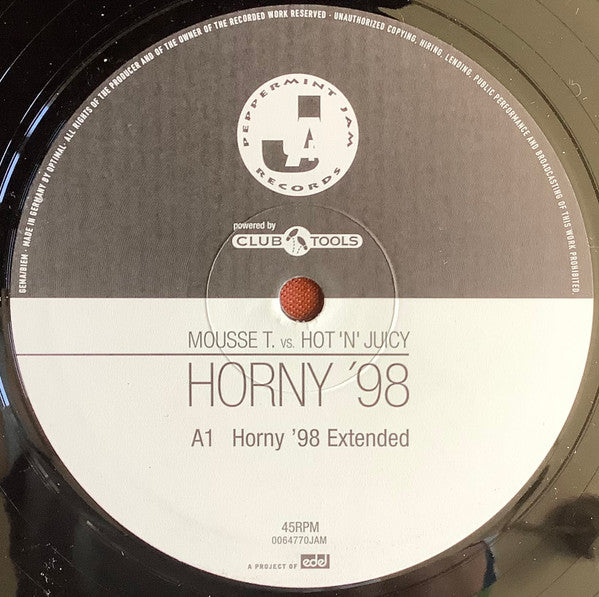 GEMA/BIEM - MADE IN GERMANY BY OPTIMAL · ALL RIGHTS OF THE PRODUCER AND OF THE OWNER OF THE RECORDED WORK RESERVED - UNAUTHORIZED COPYING, HIRING, LENDING, PUBLIC PERFORMANCE AND BROADCASTING OF THIS WORK PROHIBITED.
PEPPERMINT JAM
JA
RECORDS
powered by
CLUB TOOLS
MOUSSE T. vs. HOT 'N' JUICY
HORNY ′98
A1 Horny ’98 Extended
45RPM
0064770JAM
A PROJECT OF edel